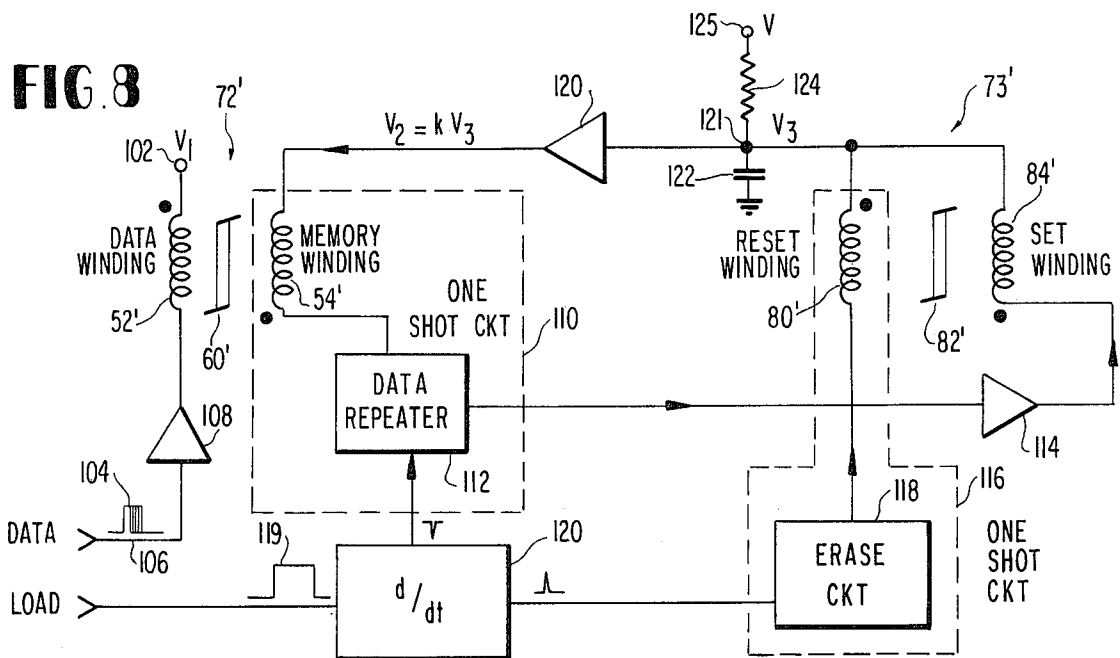 FIG. 8
72'
102
V1
DATA
WINDING
52'
60'
108
104
106
DATA
LOAD
119
V2 = k V3
120
125
V
124
121
V3
122
73'
MEMORY
WINDING
54'
ONE
SHOT CKT
110
DATA
REPEATER
112
RESET
WINDING
80'
84'
SET
WINDING
82'
114
d/dt
120
118
116
ERASE
CKT
ONE
SHOT
CKT